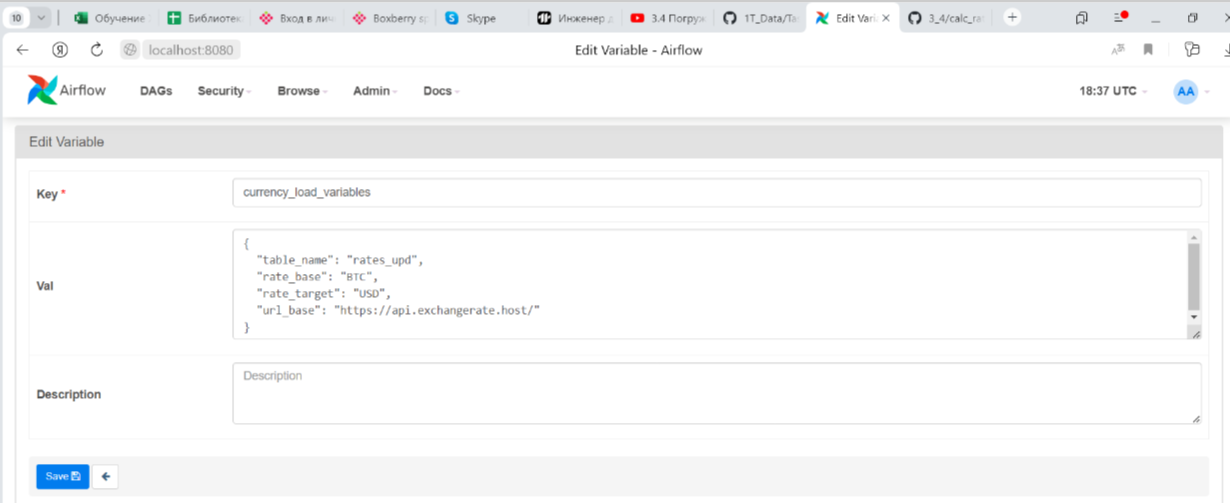 10
Обучение
Библиотек
Вход в лич
Boxberry sp
Skype
Инженер д
3.4 Погруж
1T_Data/Ta
Edit Vari
3_4/calc_ra
localhost:8080
Edit Variable - Airflow
Airflow
DAGs
Security
Browse
Admin
Docs
18:37 UTC
AA
Edit Variable
Key *
currency_load_variables
Val
{
"table_name": "rates_upd",
"rate_base": "BTC",
"rate_target": "USD",
"url_base": "https://api.exchangerate.host/"
}
Description
Description
Save